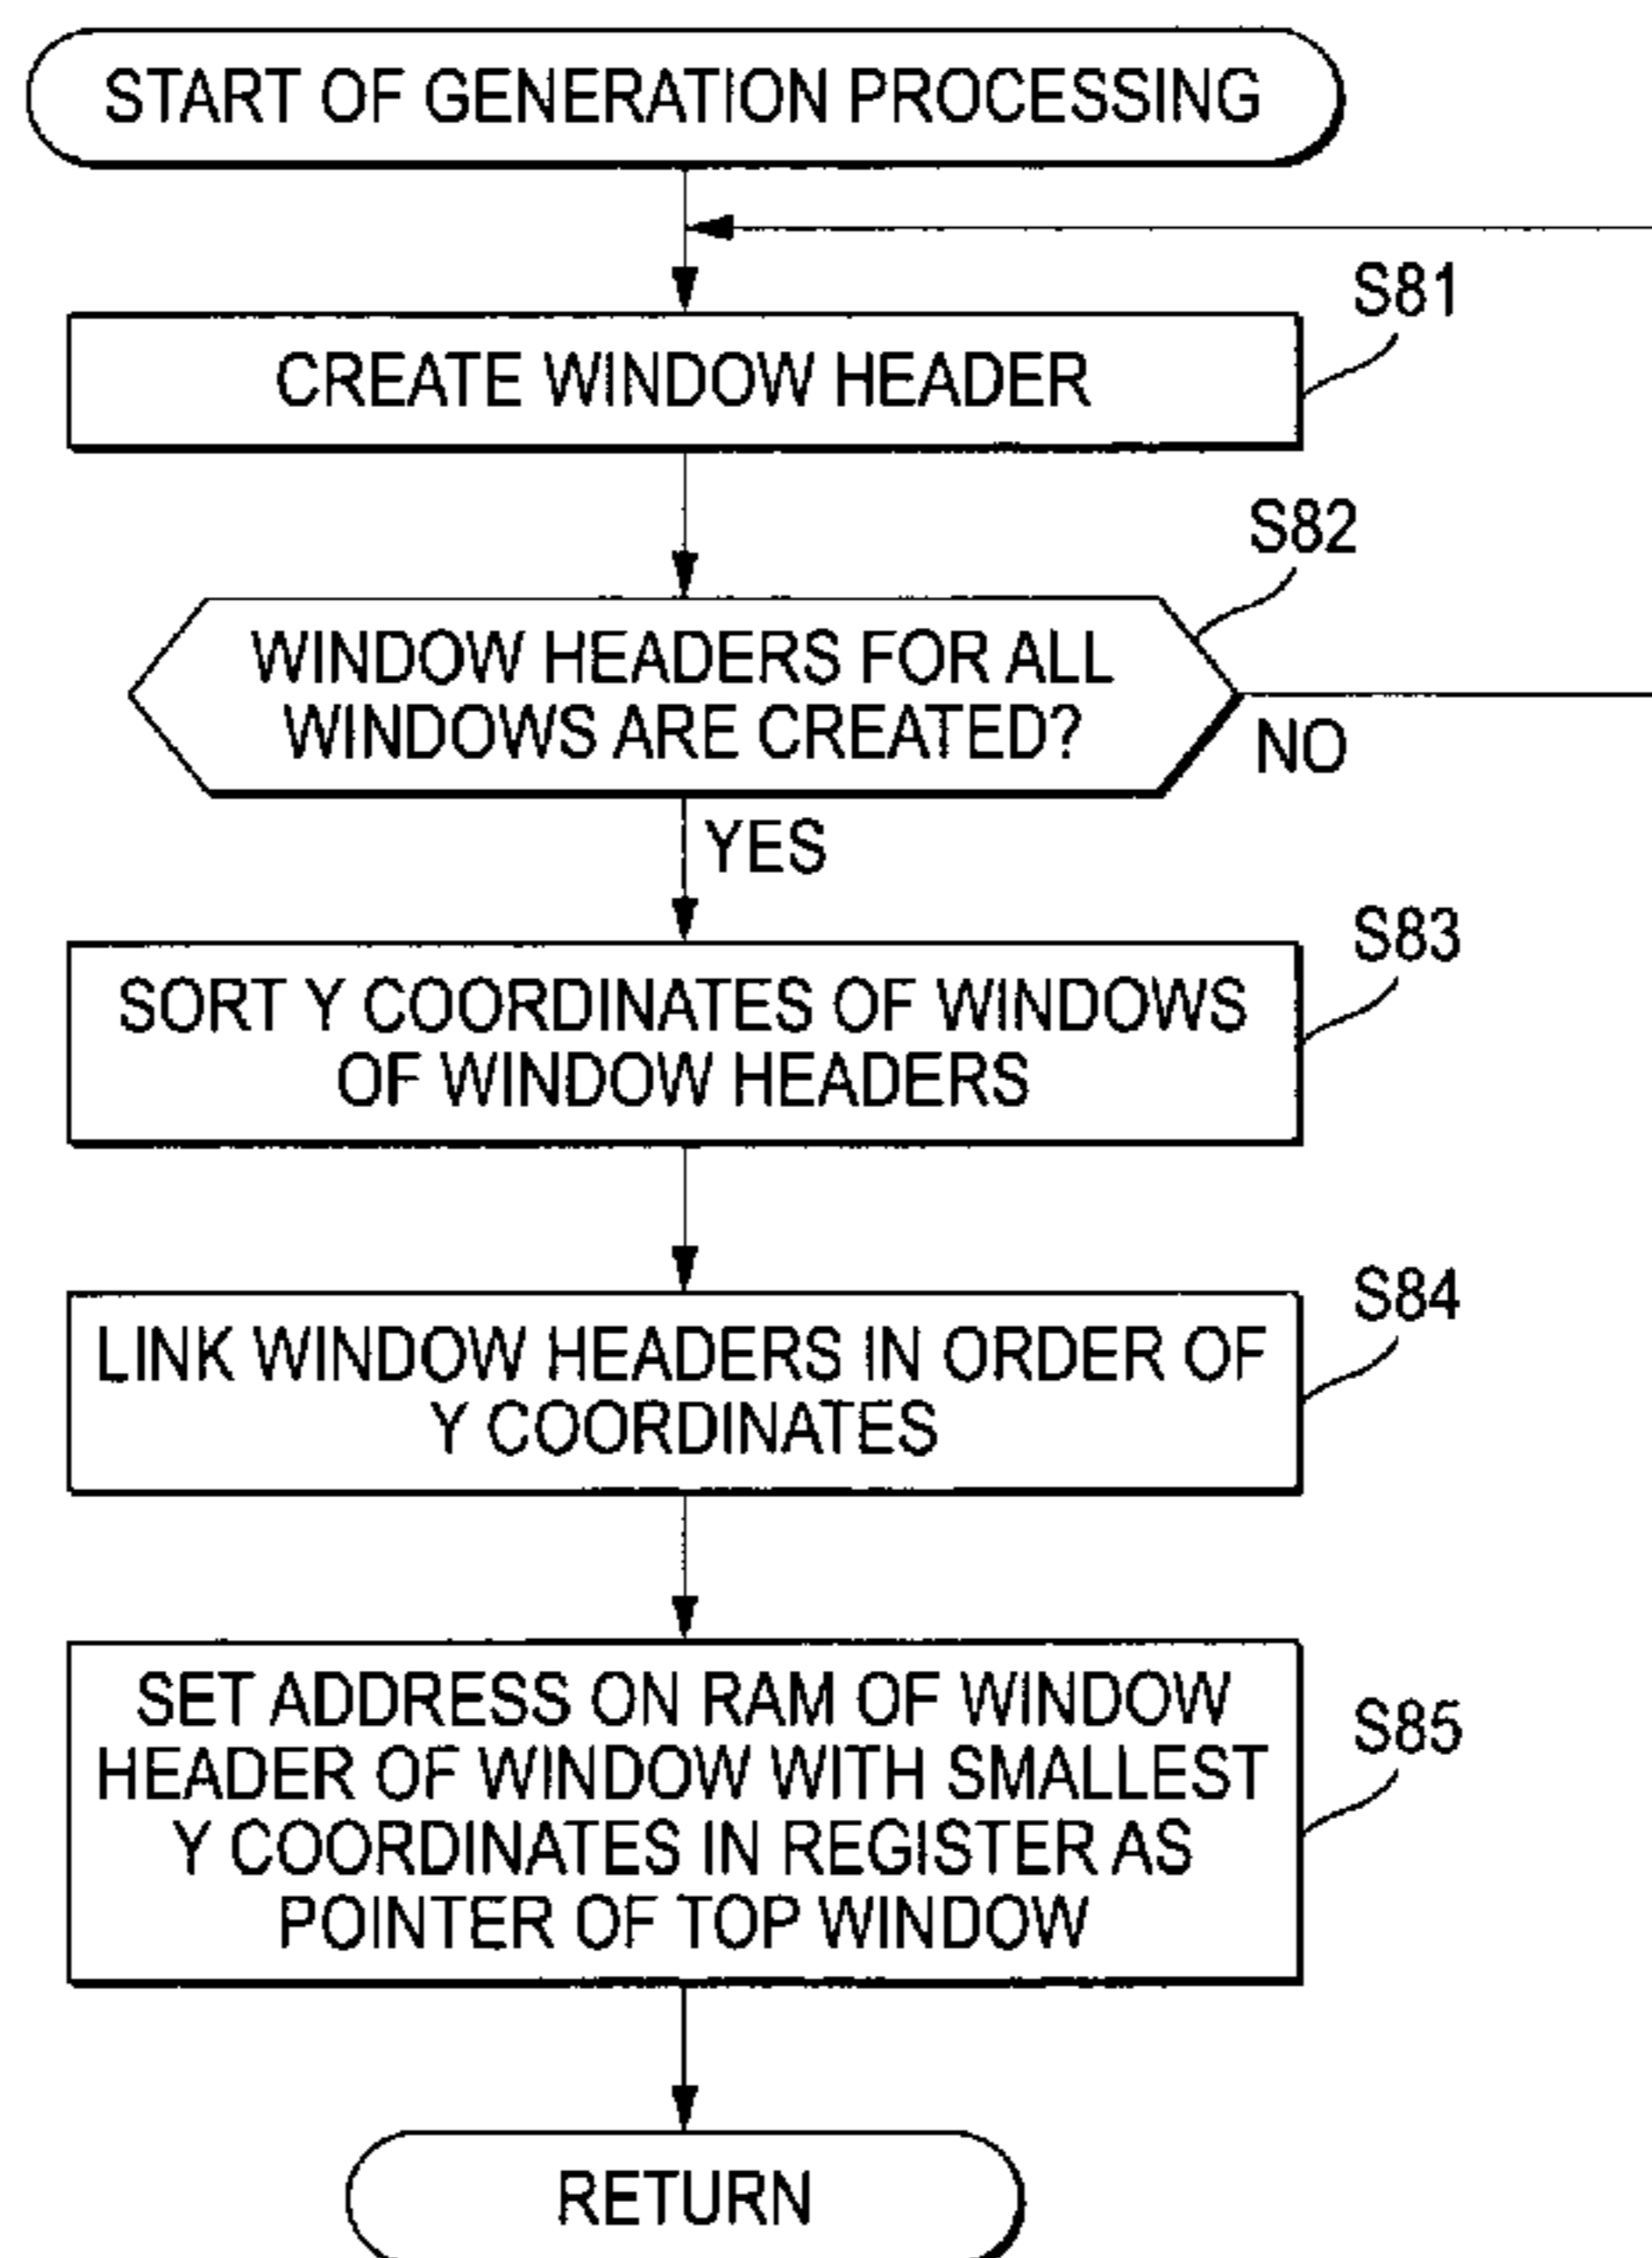 START OF GENERATION PROCESSING
S81
CREATE WINDOW HEADER
S82
WINDOW HEADERS FOR ALL
WINDOWS ARE CREATED?
NO
YES
S83
SORT Y COORDINATES OF WINDOWS
OF WINDOW HEADERS
S84
LINK WINDOW HEADERS IN ORDER OF
Y COORDINATES
SET ADDRESS ON RAM OF WINDOW
S85
HEADER OF WINDOW WITH SMALLEST
Y COORDINATES IN REGISTER AS
POINTER OF TOP WINDOW
RETURN